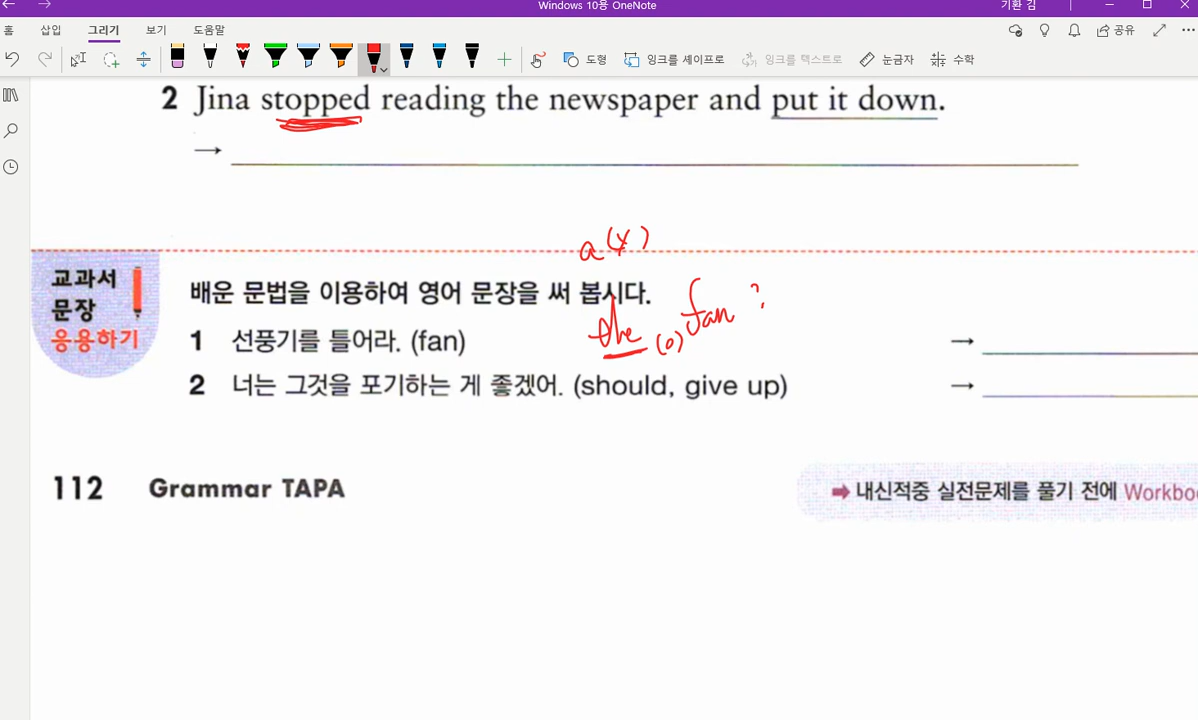 Windows 10용 OneNote
기환 김
홈 삽입 그리기 보기 도움말
공유
도형 잉크를 셰이프로 잉크를 텍스트로 눈금자 수학
2 Jina stopped reading the newspaper and put it down.
→
a (x)
교과서
문장
응용하기
배운 문법을 이용하여 영어 문장을 써 봅시다.
the (o) fan ?
1 선풍기를 틀어라. (fan) →
2 너는 그것을 포기하는 게 좋겠어. (should, give up) →
112 Grammar TAPA
➡ 내신적중 실전문제를 풀기 전에 Workbo